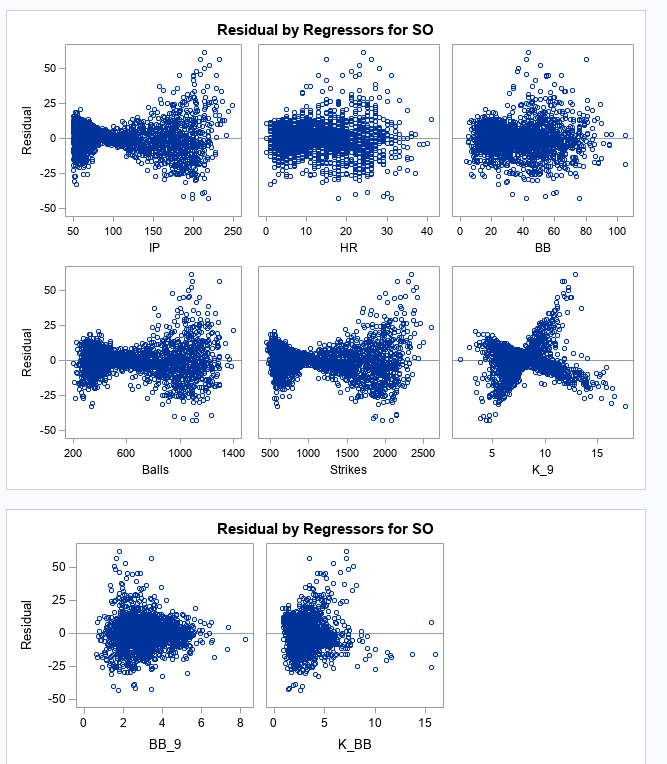 Residual by Regressors for SO
Residual
50
25
0
-25
-50
50 100 150 200 250
IP
0 10 20 30 40
HR
0 20 40 60 80 100
BB
Residual
50
25
0
-25
-50
200 600 1000 1400
Balls
500 1000 1500 2000 2500
Strikes
5 10 15
K_9
Residual by Regressors for SO
Residual
50
25
0
-25
-50
0 2 4 6 8
BB_9
0 5 10 15
K_BB